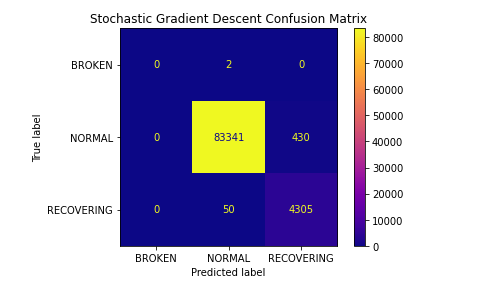 Stochastic Gradient Descent Confusion Matrix
True label
BROKEN 0 2 0
NORMAL 0 83341 430
RECOVERING 0 50 4305
BROKEN NORMAL RECOVERING
Predicted label
80000
70000
60000
50000
40000
30000
20000
10000
0